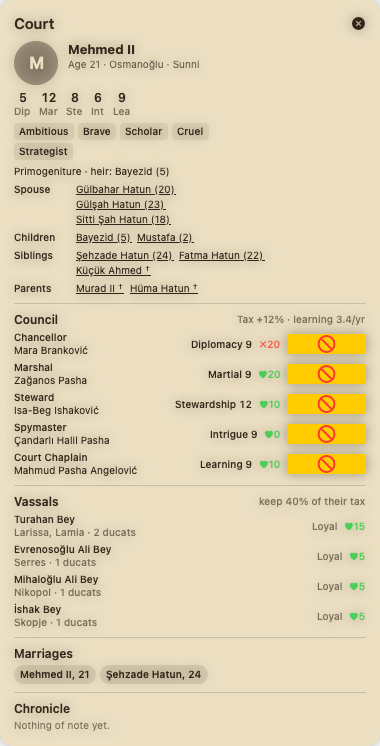 Court
M
Mehmed II
Age 21 · Osmanoğlu · Sunni
5 12 8 6 9
Dip Mar Ste Int Lea
Ambitious Brave Scholar Cruel
Strategist
Primogeniture · heir: Bayezid (5)
Spouse Gülbahar Hatun (20)
Gülşah Hatun (23)
Sitti Şah Hatun (18)
Children Bayezid (5) Mustafa (2)
Siblings Şehzade Hatun (24) Fatma Hatun (22)
Küçük Ahmed †
Parents Murad II † Hüma Hatun †
Council Tax +12% · learning 3.4/yr
Chancellor
Mara Branković Diplomacy 9 ×20
Marshal
Zağanos Pasha Martial 9 ♥20
Steward
Isa-Beg Ishaković Stewardship 12 ♥10
Spymaster
Çandarlı Halil Pasha Intrigue 9 ♥0
Court Chaplain
Mahmud Pasha Angelović Learning 9 ♥10
Vassals keep 40% of their tax
Turahan Bey
Larissa, Lamia · 2 ducats Loyal ♥15
Evrenosoğlu Ali Bey
Serres · 1 ducats Loyal ♥5
Mihaloğlu Ali Bey
Nikopol · 1 ducats Loyal ♥5
İshak Bey
Skopje · 1 ducats Loyal ♥5
Marriages
Mehmed II, 21 Şehzade Hatun, 24
Chronicle
Nothing of note yet.